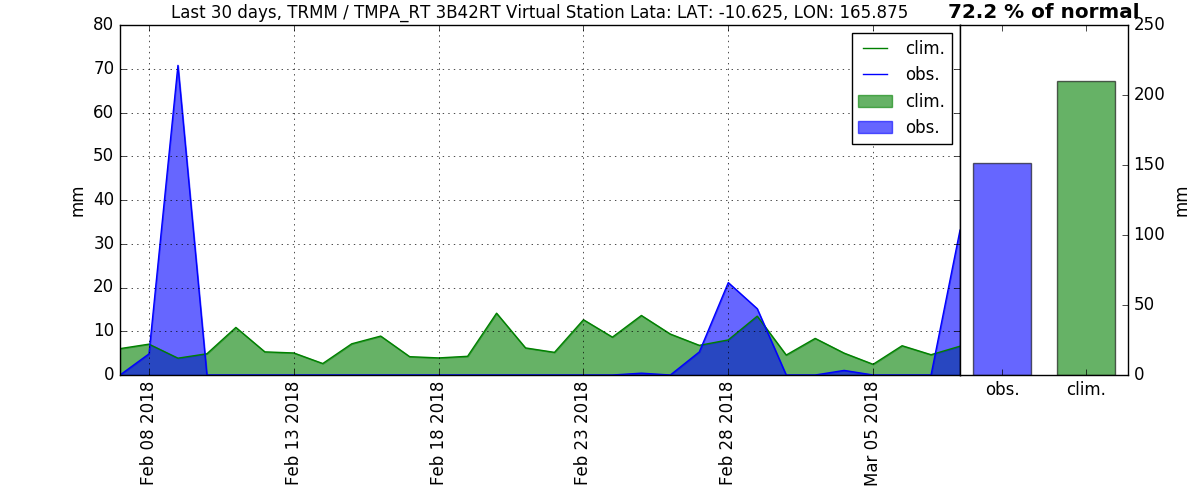 Last 30 days, TRMM / TMPA_RT 3B42RT Virtual Station Lata: LAT: -10.625, LON: 165.875
72.2 % of normal
80
70
60
50
40
30
20
10
0
mm
clim.
obs.
clim.
obs.
Feb 08 2018
Feb 13 2018
Feb 18 2018
Feb 23 2018
Feb 28 2018
Mar 05 2018
250
200
150
100
50
0
mm
obs.
clim.